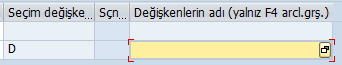 Seçim değişke... Sçn... Değişkenlerin adı (yalnız F4 arcl.grş.)
D